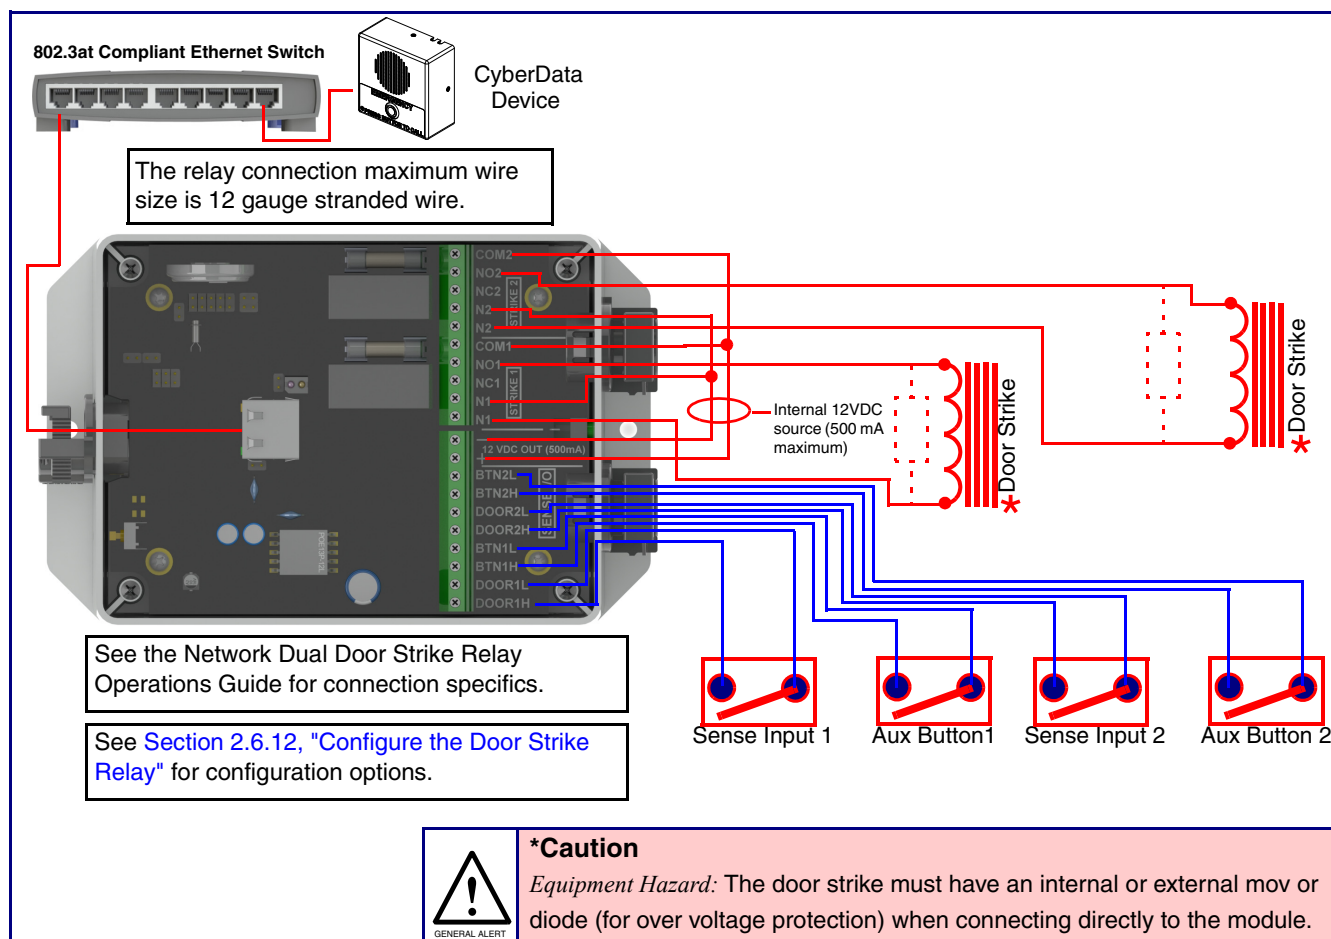 802.3at Compliant Ethernet Switch
CyberData
Device
The relay connection maximum wire
size is 12 gauge stranded wire.
COM2
NO2
NC2
N2
N2
STRIKE 2
COM1
NO1
NC1
N1
N1
STRIKE 1
−
12 VDC OUT (500mA)
+
BTN2L
BTN2H
DOOR2L
DOOR2H
BTN1L
BTN1H
DOOR1L
DOOR1H
Internal 12VDC
source (500 mA
maximum)
*Door Strike
*Door Strike
Sense Input 1
Aux Button1
Sense Input 2
Aux Button 2
See the Network Dual Door Strike Relay
Operations Guide for connection specifics.
See Section 2.6.12, "Configure the Door Strike
Relay" for configuration options.
GENERAL ALERT
*Caution
Equipment Hazard: The door strike must have an internal or external mov or
diode (for over voltage protection) when connecting directly to the module.